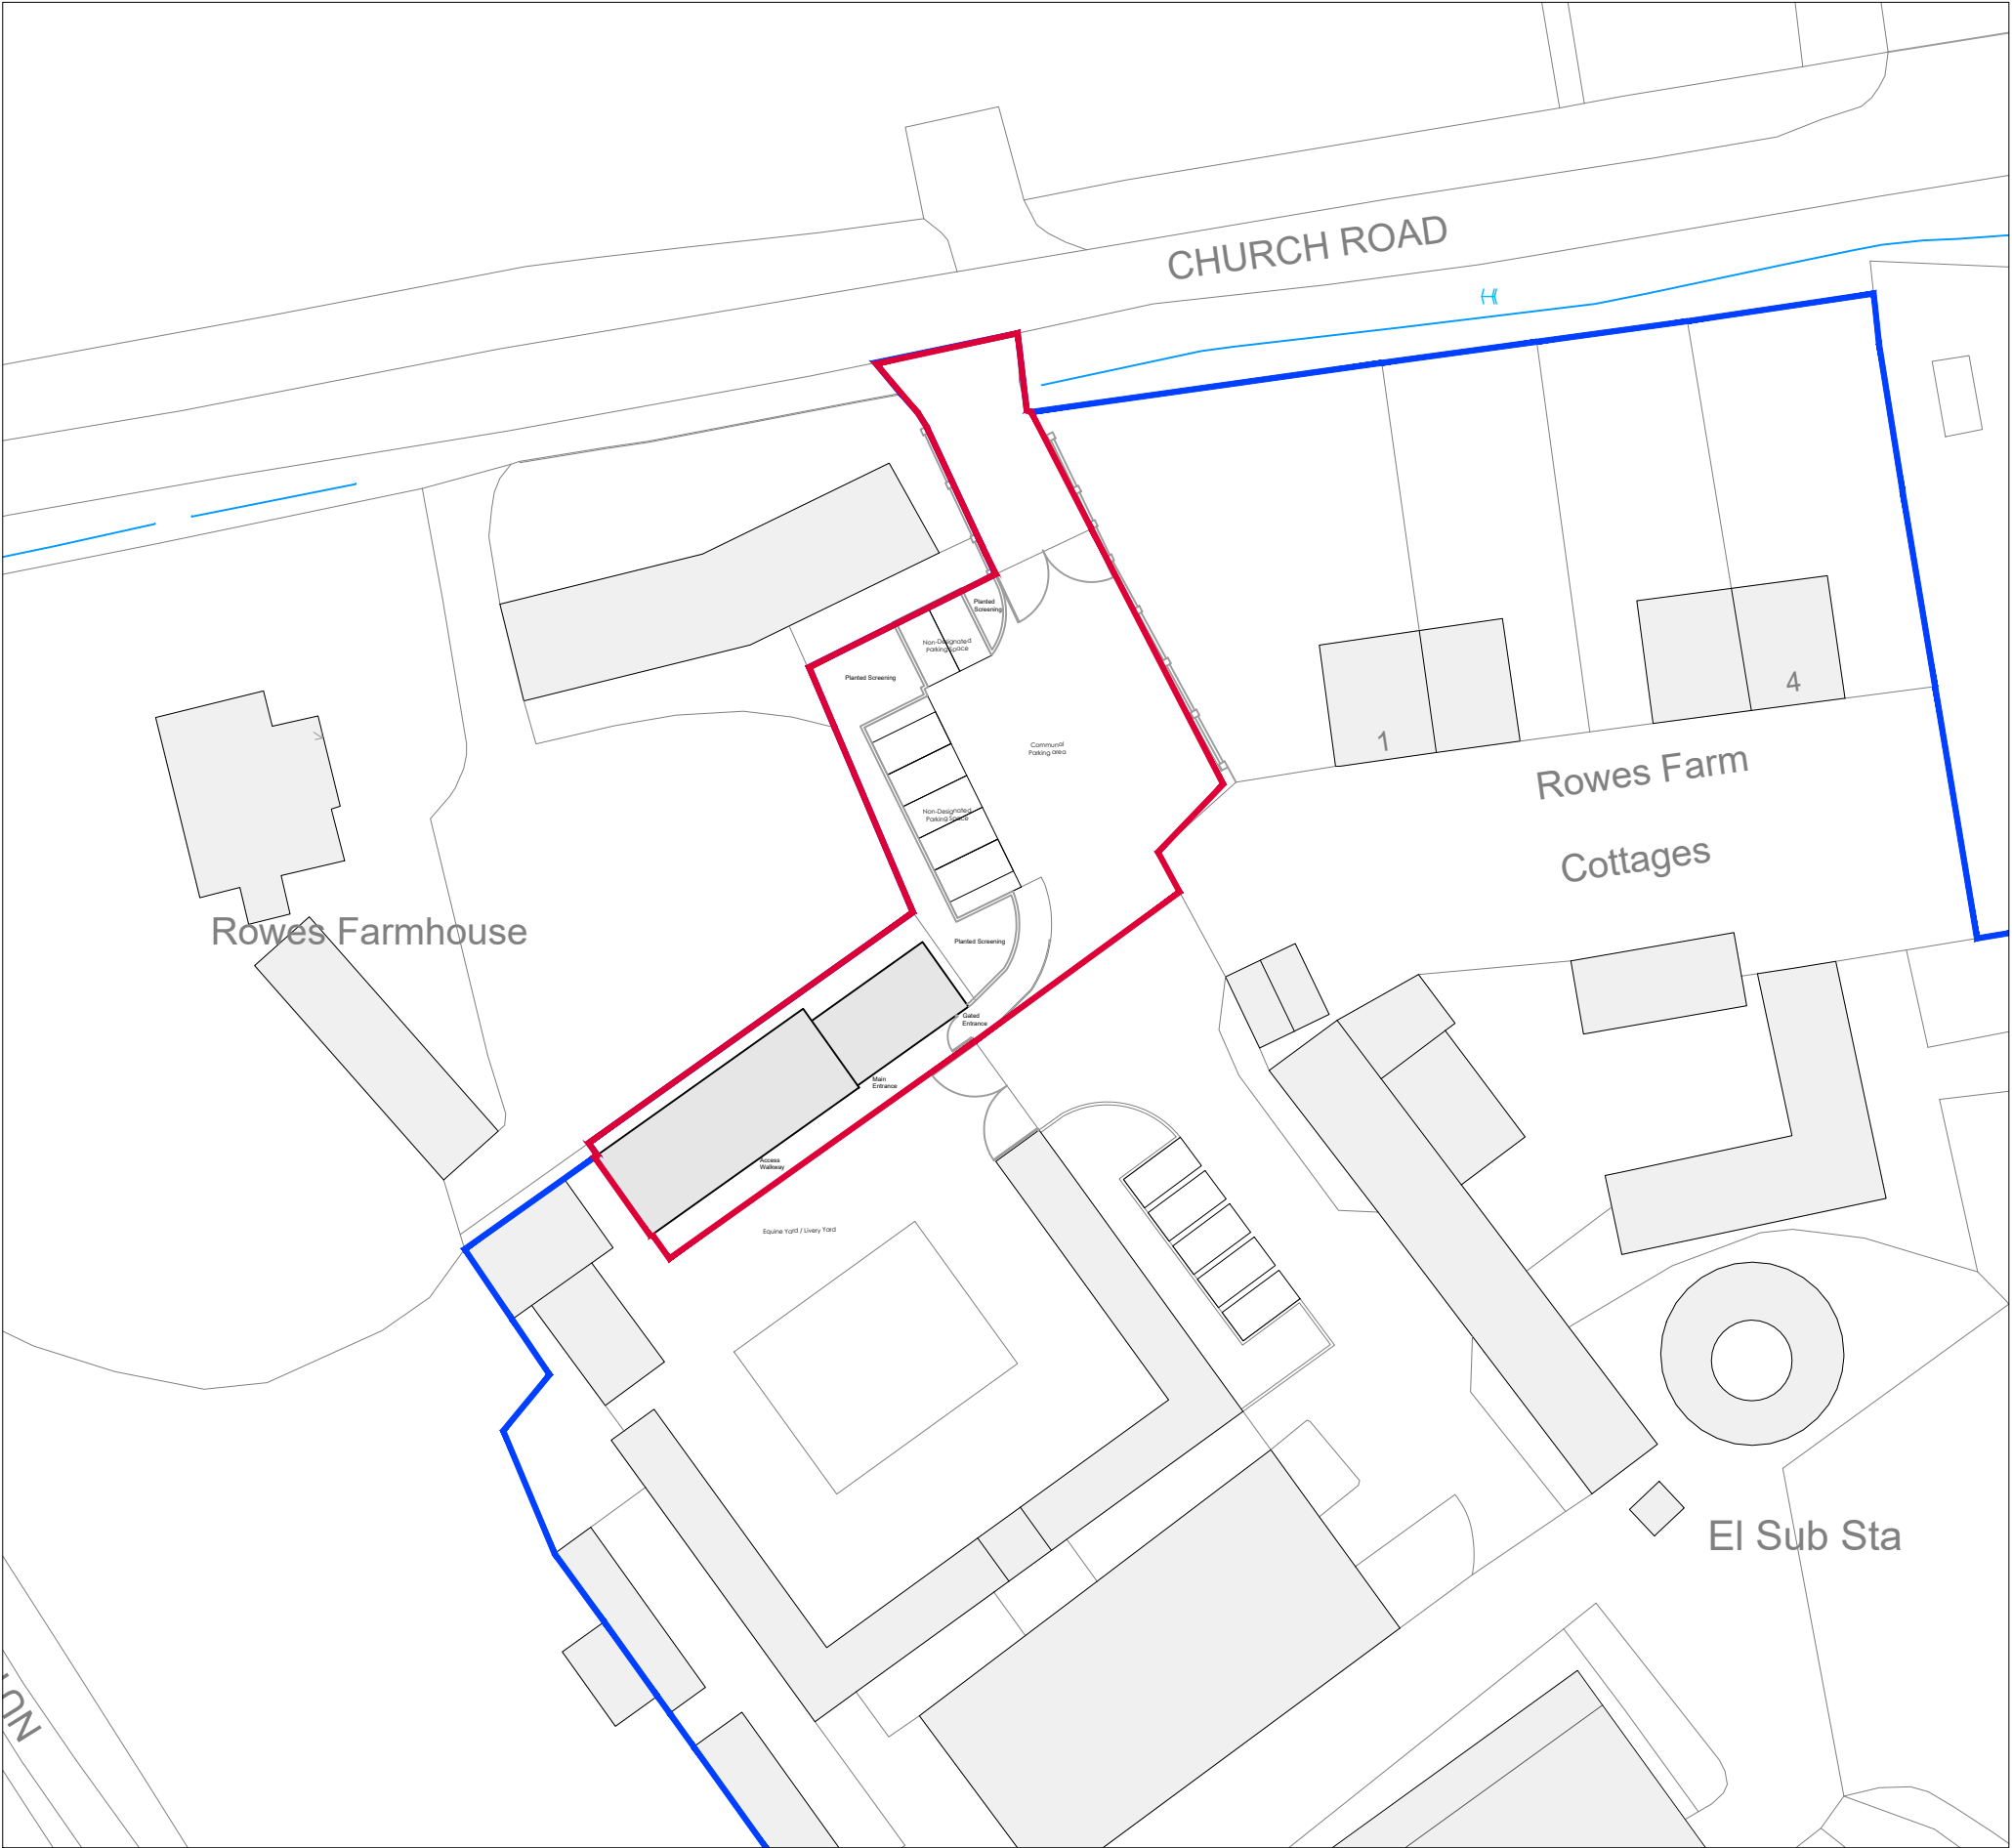 CHURCH ROAD
Planted
Screening
Non-Designated
Parking Space
Planted Screening
Communal
Parking area
1
4
Rowes Farm
Cottages
Non-Designated
Parking Space
Rowes Farmhouse
Planted Screening
Gated
Entrance
Main
Entrance
Access
Walkway
Equine Yard / Livery Yard
El Sub Sta